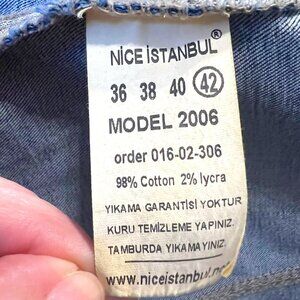 NİCE İSTANBUL®
36 38 40 42
MODEL 2006
order 016-02-306
98% Cotton 2% lycra
YIKAMA GARANTİSİ YOKTUR
KURU TEMİZLEME YAPINIZ.
TAMBURDA YIKAMAYINIZ.
www.niceistanbul.net